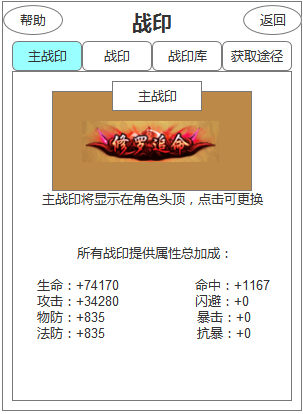 帮助
战印
返回
主战印 战印 战印库 获取途径
主战印
修罗追命
主战印将显示在角色头顶，点击可更换
所有战印提供属性总加成：
生命：+74170 命中：+1167
攻击：+34280 闪避：+0
物防：+835 暴击：+0
法防：+835 抗暴：+0